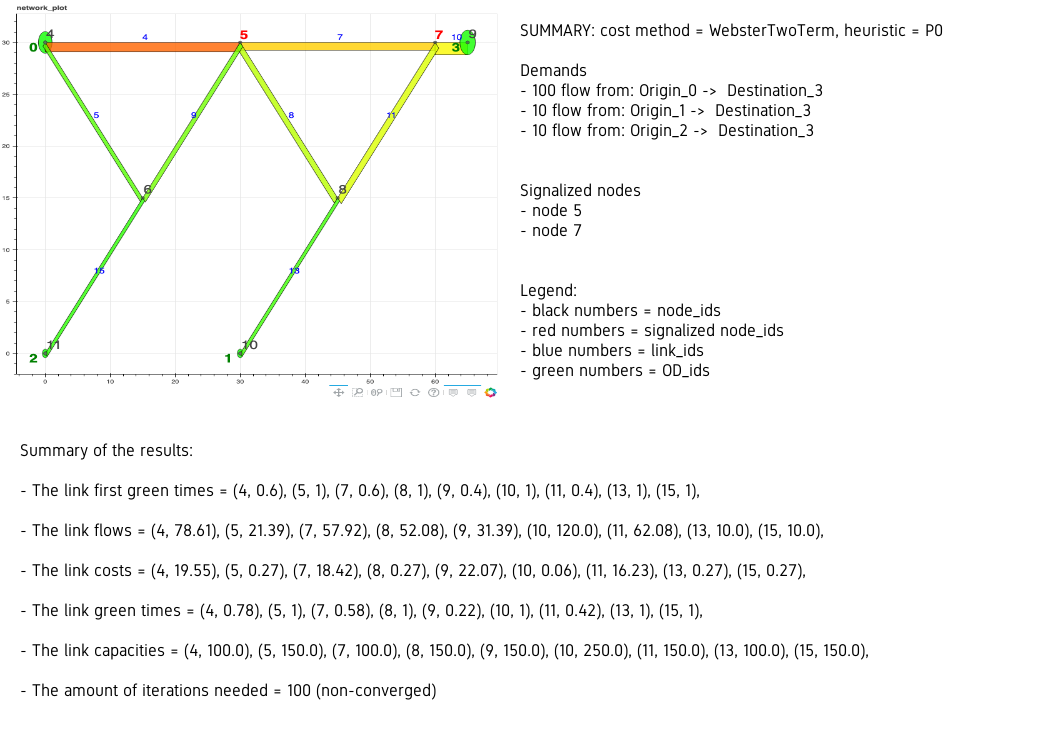 network_plot
4
5
7
9
0
4
7
10
3
30
25
5
9
8
11
20
6
8
15
10
15
13
5
11
10
0
2
1
0
10
20
30
40
50
60
SUMMARY: cost method = WebsterTwoTerm, heuristic = P0
Demands
- 100 flow from: Origin_0 -> Destination_3
- 10 flow from: Origin_1 -> Destination_3
- 10 flow from: Origin_2 -> Destination_3
Signalized nodes
- node 5
- node 7
Legend:
- black numbers = node_ids
- red numbers = signalized node_ids
- blue numbers = link_ids
- green numbers = OD_ids
Summary of the results:
- The link first green times = (4, 0.6), (5, 1), (7, 0.6), (8, 1), (9, 0.4), (10, 1), (11, 0.4), (13, 1), (15, 1),
- The link flows = (4, 78.61), (5, 21.39), (7, 57.92), (8, 52.08), (9, 31.39), (10, 120.0), (11, 62.08), (13, 10.0), (15, 10.0),
- The link costs = (4, 19.55), (5, 0.27), (7, 18.42), (8, 0.27), (9, 22.07), (10, 0.06), (11, 16.23), (13, 0.27), (15, 0.27),
- The link green times = (4, 0.78), (5, 1), (7, 0.58), (8, 1), (9, 0.22), (10, 1), (11, 0.42), (13, 1), (15, 1),
- The link capacities = (4, 100.0), (5, 150.0), (7, 100.0), (8, 150.0), (9, 150.0), (10, 250.0), (11, 150.0), (13, 100.0), (15, 150.0),
- The amount of iterations needed = 100 (non-converged)